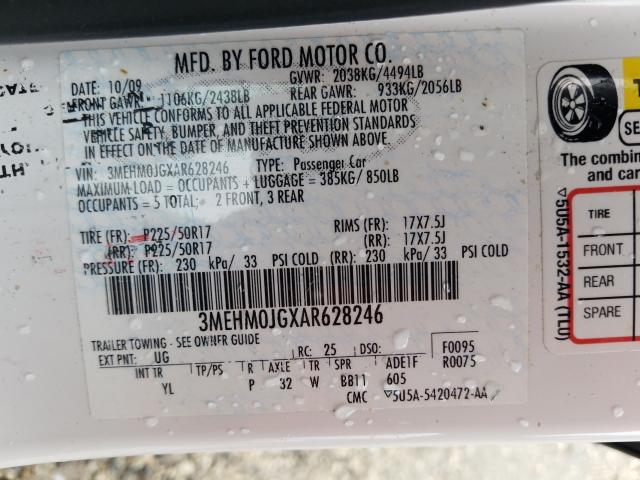 MFD. BY FORD MOTOR CO.
DATE: 10/09 GVWR: 2038KG/4494LB
FRONT GAWR: 1106KG/2438LB REAR GAWR: 933KG/2056LB
THIS VEHICLE CONFORMS TO ALL APPLICABLE FEDERAL MOTOR
VEHICLE SAFETY, BUMPER, AND THEFT PREVENTION STANDARDS
IN EFFECT ON THE DATE OF MANUFACTURE SHOWN ABOVE.
VIN: 3MEHM0JGXAR628246 TYPE: Passenger Car
MAXIMUM LOAD = OCCUPANTS + LUGGAGE = 385KG/ 850LB
OCCUPANTS = 5 TOTAL: 2 FRONT, 3 REAR
TIRE (FR): P225/50R17 RIMS (FR): 17X7.5J
(RR): P225/50R17 (RR): 17X7.5J
PRESSURE (FR): 230 kPa/ 33 PSI COLD (RR): 230 kPa/ 33 PSI COLD
3MEHM0JGXAR628246
TRAILER TOWING - SEE OWNER GUIDE
EXT PNT: UG RC: 25 DSO: F0095
R0075
INT TR TP/PS R AXLE TR SPR ADE1F
YL P 32 W BB11 605
CMC ▽5U5A-5420472-AA
▽5U5A-1532-AA (TL0)
The combin
and car
TIRE
FRONT
REAR
SPARE